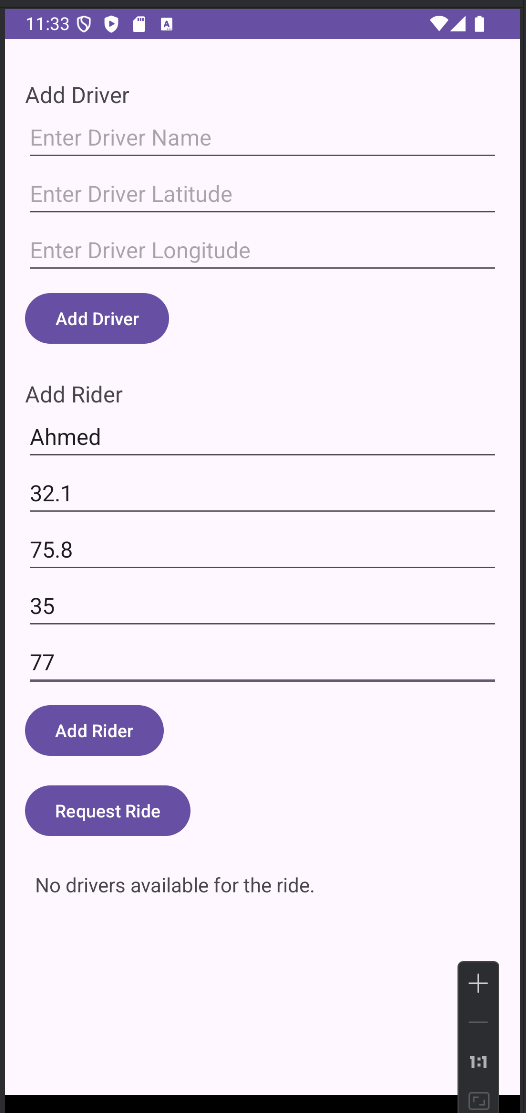 11:33
Add Driver
Enter Driver Name
Enter Driver Latitude
Enter Driver Longitude
Add Driver
Add Rider
Ahmed
32.1
75.8
35
77
Add Rider
Request Ride
No drivers available for the ride.
1:1